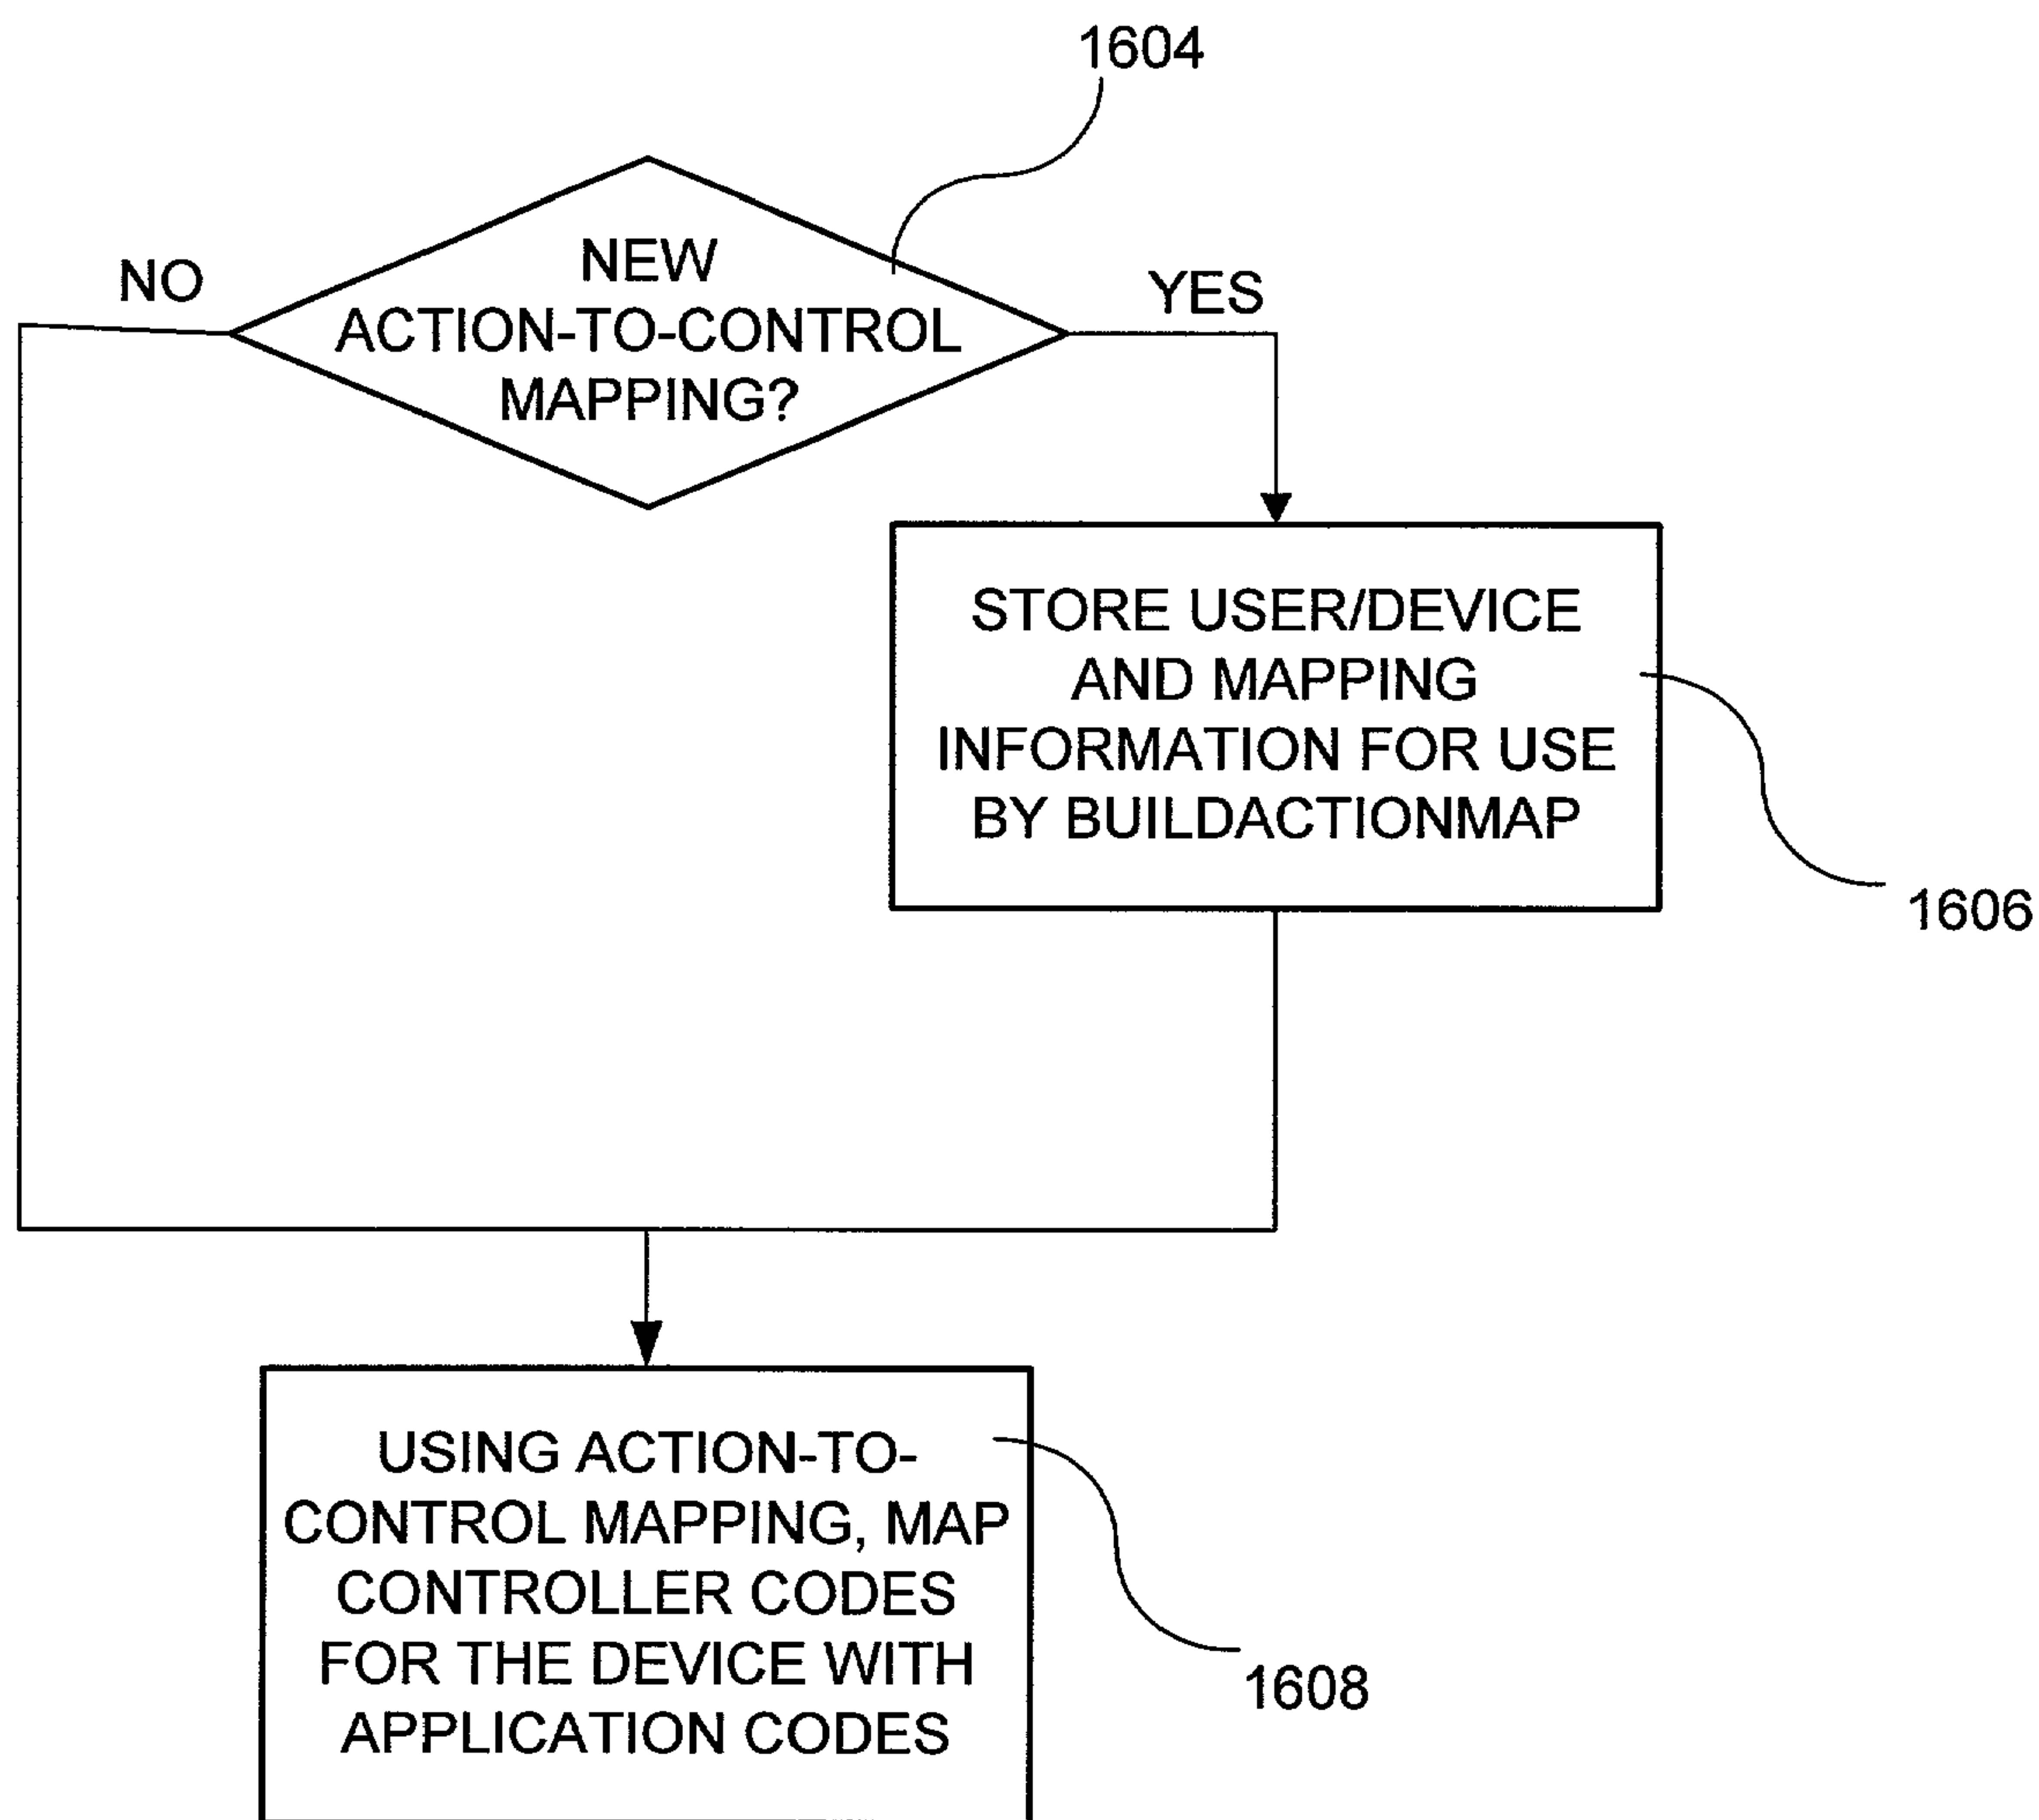 1604
NEW
ACTION-TO-CONTROL
MAPPING?
NO
YES
STORE USER/DEVICE
AND MAPPING
INFORMATION FOR USE
BY BUILDACTIONMAP
1606
USING ACTION-TO-
CONTROL MAPPING, MAP
CONTROLLER CODES
FOR THE DEVICE WITH
APPLICATION CODES
1608